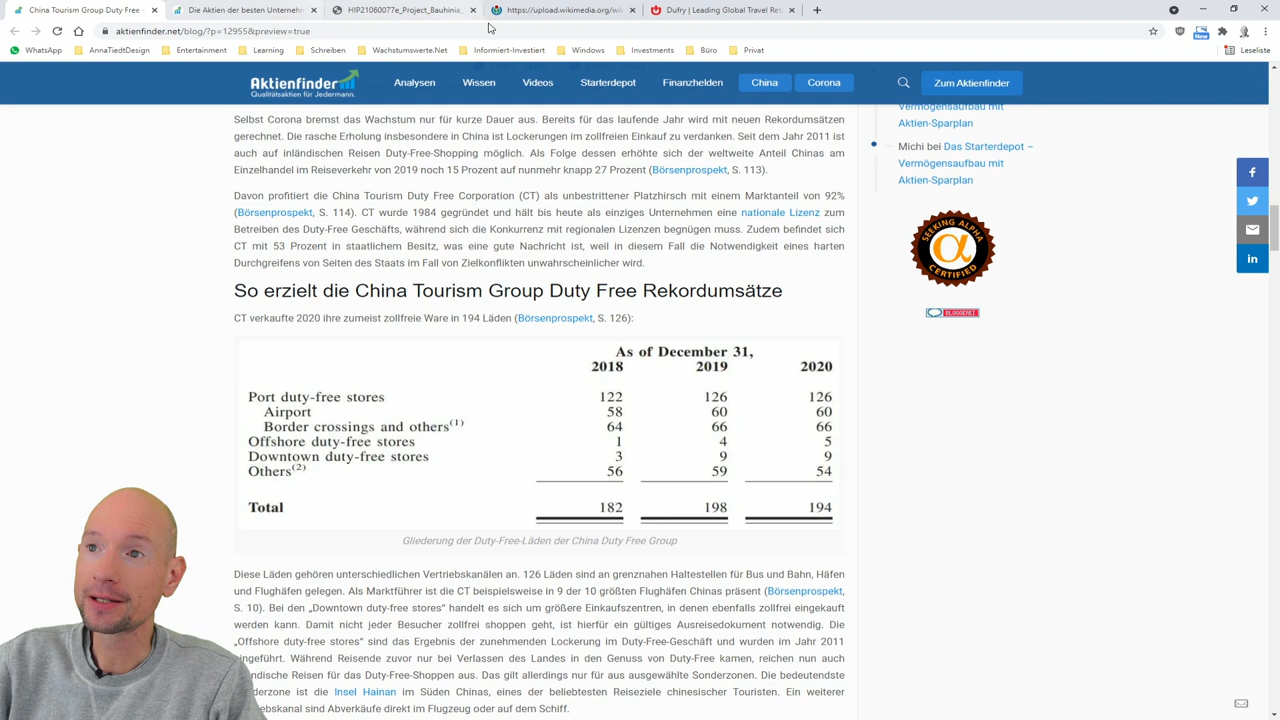 China Tourism Group Duty Free
Die Aktien der besten Unternehm
HIP21060077e_Project_Bauhinia
https://upload.wikimedia.org/wi
Dufry | Leading Global Travel Ret
aktienfinder.net/blog/?p=12955&preview=true
WhatsApp
AnnaTiedtDesign
Entertainment
Learning
Schreiben
Wachstumswerte.Net
Informiert-Investiert
Windows
Investments
Büro
Privat
Leseliste
Aktienfinder
Qualitätsaktien für Jedermann.
Analysen
Wissen
Videos
Starterdepot
Finanzhelden
China
Corona
Zum Aktienfinder
Selbst Corona bremst das Wachstum nur für kurze Dauer aus. Bereits für das laufende Jahr wird mit neuen Rekordumsätzen
gerechnet. Die rasche Erholung insbesondere in China ist Lockerungen im zollfreien Einkauf zu verdanken. Seit dem Jahr 2011 ist
auch auf inländischen Reisen Duty-Free-Shopping möglich. Als Folge dessen erhöhte sich der weltweite Anteil Chinas am
Einzelhandel im Reiseverkehr von 2019 noch 15 Prozent auf nunmehr knapp 27 Prozent (Börsenprospekt, S. 113).
Davon profitiert die China Tourism Duty Free Corporation (CT) als unbestrittener Platzhirsch mit einem Marktanteil von 92%
(Börsenprospekt, S. 114). CT wurde 1984 gegründet und hält bis heute als einziges Unternehmen eine nationale Lizenz zum
Betreiben des Duty-Free Geschäfts, während sich die Konkurrenz mit regionalen Lizenzen begnügen muss. Zudem befindet sich
CT mit 53 Prozent in staatlichem Besitz, was eine gute Nachricht ist, weil in diesem Fall die Notwendigkeit eines harten
Durchgreifens von Seiten des Staats im Fall von Zielkonflikten unwahrscheinlicher wird.
So erzielt die China Tourism Group Duty Free Rekordumsätze
CT verkaufte 2020 ihre zumeist zollfreie Ware in 194 Läden (Börsenprospekt, S. 126):
As of December 31,
2018 2019 2020
Port duty-free stores 122 126 126
Airport 58 60 60
Border crossings and others(1) 64 66 66
Offshore duty-free stores 1 4 5
Downtown duty-free stores 3 9 9
Others(2) 56 59 54
Total 182 198 194
Gliederung der Duty-Free-Läden der China Duty Free Group
Diese Läden gehören unterschiedlichen Vertriebskanälen an. 126 Läden sind an grenznahen Haltestellen für Bus und Bahn, Häfen
und Flughäfen gelegen. Als Marktführer ist die CT beispielsweise in 9 der 10 größten Flughäfen Chinas präsent (Börsenprospekt,
S. 10). Bei den „Downtown duty-free stores“ handelt es sich um größere Einkaufszentren, in denen ebenfalls zollfrei eingekauft
werden kann. Damit nicht jeder Besucher zollfrei shoppen geht, ist hierfür ein gültiges Ausreisedokument notwendig. Die
„Offshore duty-free stores“ sind das Ergebnis der zunehmenden Lockerung im Duty-Free-Geschäft und wurden im Jahr 2011
eingeführt. Während Reisende zuvor nur bei Verlassen des Landes in den Genuss von Duty-Free kamen, reichen nun auch
ndische Reisen für das Duty-Free-Shoppen aus. Das gilt allerdings nur für aus ausgewählte Sonderzonen. Die bedeutendste
derzone ist die Insel Hainan im Süden Chinas, eines der beliebtesten Reiseziele chinesischer Touristen. Ein weiterer
ebskanal sind Abverkäufe direkt im Flugzeug oder auf dem Schiff.
Vermögensaufbau mit
Aktien-Sparplan
Michi bei Das Starterdepot –
Vermögensaufbau mit
Aktien-Sparplan
SEEKING ALPHA
α
CERTIFIED
BLOGGEREI
f
in
New